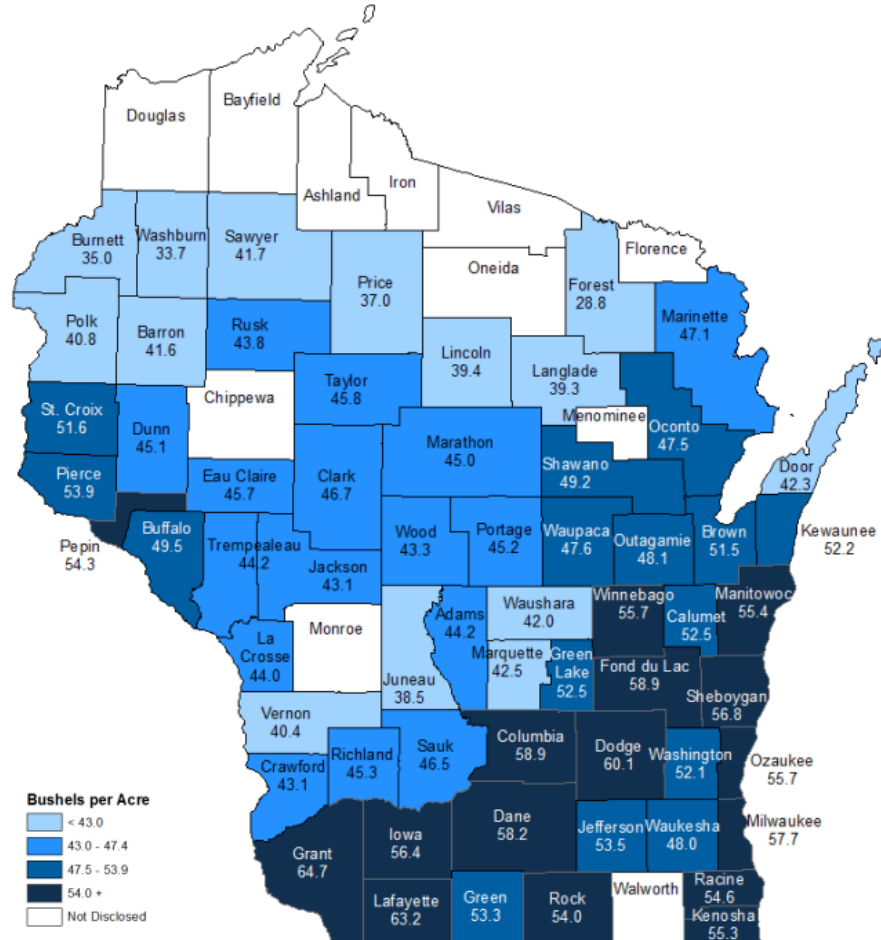 Douglas
Bayfield
Ashland
Iron
Vilas
Florence
Burnett
35.0
Washburn
33.7
Sawyer
41.7
Price
37.0
Oneida
Forest
28.8
Marinette
47.1
Polk
40.8
Barron
41.6
Rusk
43.8
Lincoln
39.4
Langlade
39.3
Taylor
45.8
Chippewa
Menominee
Oconto
47.5
St. Croix
51.6
Dunn
45.1
Marathon
45.0
Shawano
49.2
Door
42.3
Pierce
53.9
Eau Claire
45.7
Clark
46.7
Pepin
54.3
Buffalo
49.5
Trempealeau
44.2
Jackson
43.1
Wood
43.3
Portage
45.2
Waupaca
47.6
Outagamie
48.1
Brown
51.5
Kewaunee
52.2
La
Crosse
44.0
Monroe
Juneau
38.5
Adams
44.2
Waushara
42.0
Winnebago
55.7
Calumet
52.5
Manitowoc
55.4
Marquette
42.5
Green
Lake
52.5
Fond du Lac
58.9
Sheboygan
56.8
Vernon
40.4
Crawford
43.1
Richland
45.3
Sauk
46.5
Columbia
58.9
Dodge
60.1
Washington
52.1
Ozaukee
55.7
Grant
64.7
Iowa
56.4
Dane
58.2
Jefferson
53.5
Waukesha
48.0
Milwaukee
57.7
Lafayette
63.2
Green
53.3
Rock
54.0
Walworth
Racine
54.6
Kenosha
55.3
Bushels per Acre
< 43.0
43.0 - 47.4
47.5 - 53.9
54.0 +
Not Disclosed